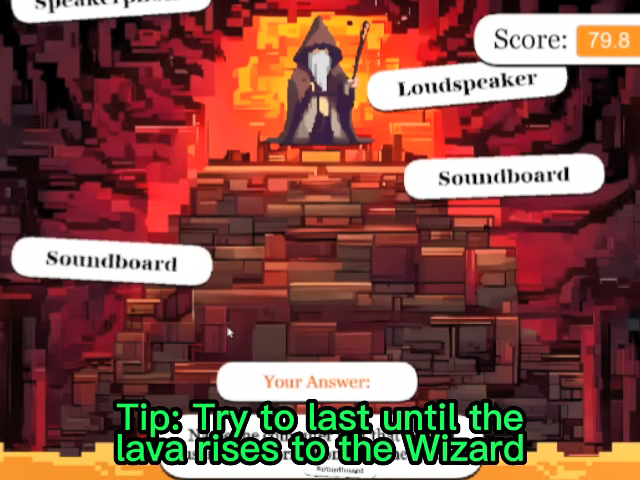 Score: 79.8
Loudspeaker
Soundboard
Soundboard
Your Answer:
Tip: Try to last until the
lava rises to the Wizard
Soundboard